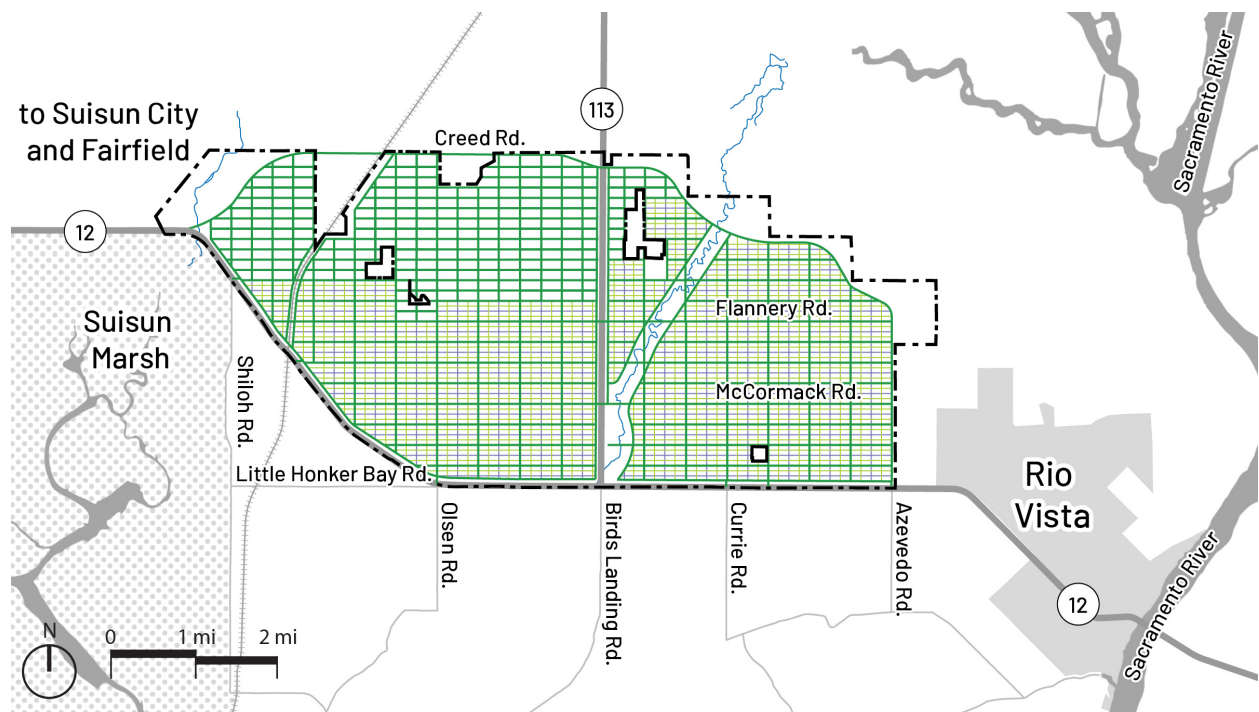 to Suisun City
and Fairfield
Creed Rd.
113
Sacramento River
12
Suisun
Marsh
Flannery Rd.
Shiloh Rd.
McCormack Rd.
Little Honker Bay Rd.
Rio
Vista
Olsen Rd.
Birds Landing Rd.
Currie Rd.
Azevedo Rd.
12
Sacramento River
N
0 1 mi 2 mi